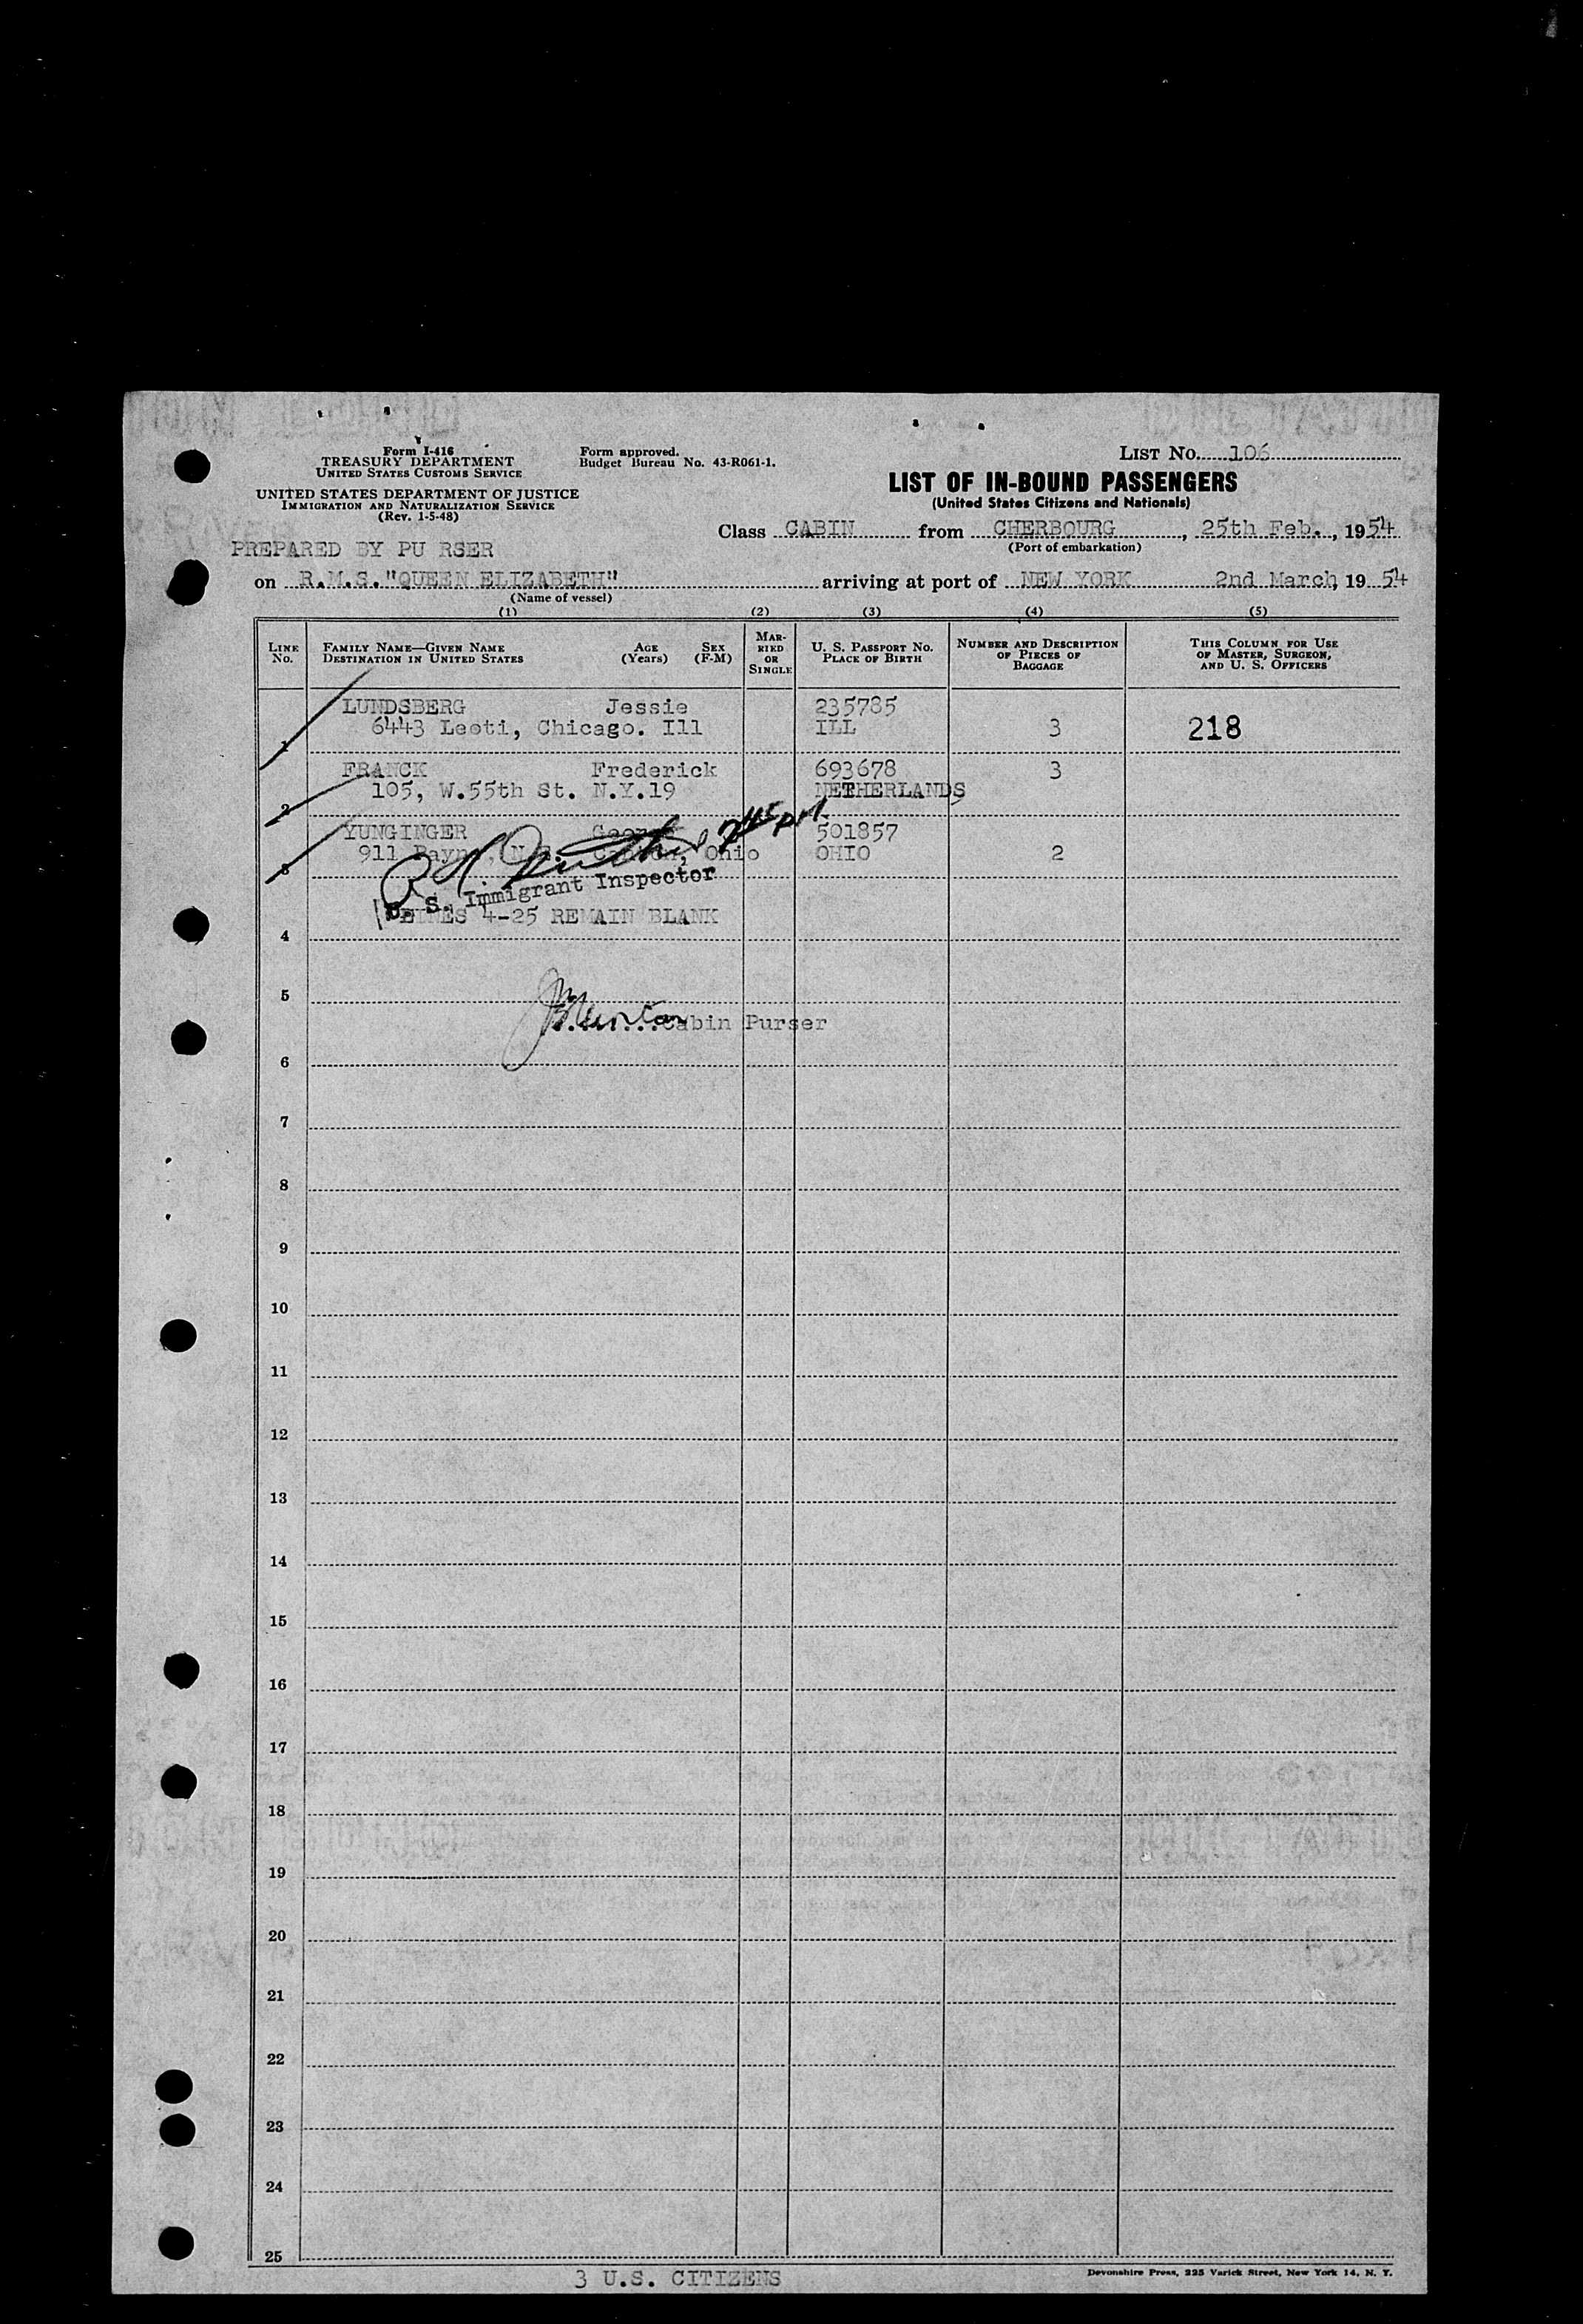 Form I-416
TREASURY DEPARTMENT
UNITED STATES CUSTOMS SERVICE
UNITED STATES DEPARTMENT OF JUSTICE
IMMIGRATION AND NATURALIZATION SERVICE
(Rev. 1-5-48)
Form approved.
Budget Bureau No. 43-R061-1.
LIST NO. 106
LIST OF IN-BOUND PASSENGERS
(United States Citizens and Nationals)
Class CABIN from CHERBOURG, 25th Feb., 1954
(Port of embarkation)
PREPARED BY PU RSER
on R.M.S."QUEEN ELIZABETH" arriving at port of NEW YORK 2nd March, 1954
(Name of vessel)
(1) (2) (3) (4) (5)
LINE NO. FAMILY NAME—GIVEN NAME DESTINATION IN UNITED STATES AGE (Years) SEX (F-M) MARRIED OR SINGLE U. S. PASSPORT NO. PLACE OF BIRTH NUMBER AND DESCRIPTION OF PIECES OF BAGGAGE THIS COLUMN FOR USE OF MASTER, SURGEON, AND U. S. OFFICERS
LUNDSBERG Jessie 235785
1 6443 Leoti, Chicago. Ill ILL 3 218
FRANCK Frederick 693678 3
2 105, W.55th St. N.Y.19 NETHERLANDS
YUNGINGER George 501857
3 911 Payne, N.E. Canton, Ohio OHIO 2
U. S. Immigrant Inspector
LINES 4-25 REMAIN BLANK
4
5
Cabin Purser
6
7
8
9
10
11
12
13
14
15
16
17
18
19
20
21
22
23
24
25
3 U.S. CITIZENS
Devonshire Press, 225 Varick Street, New York 14, N. Y.